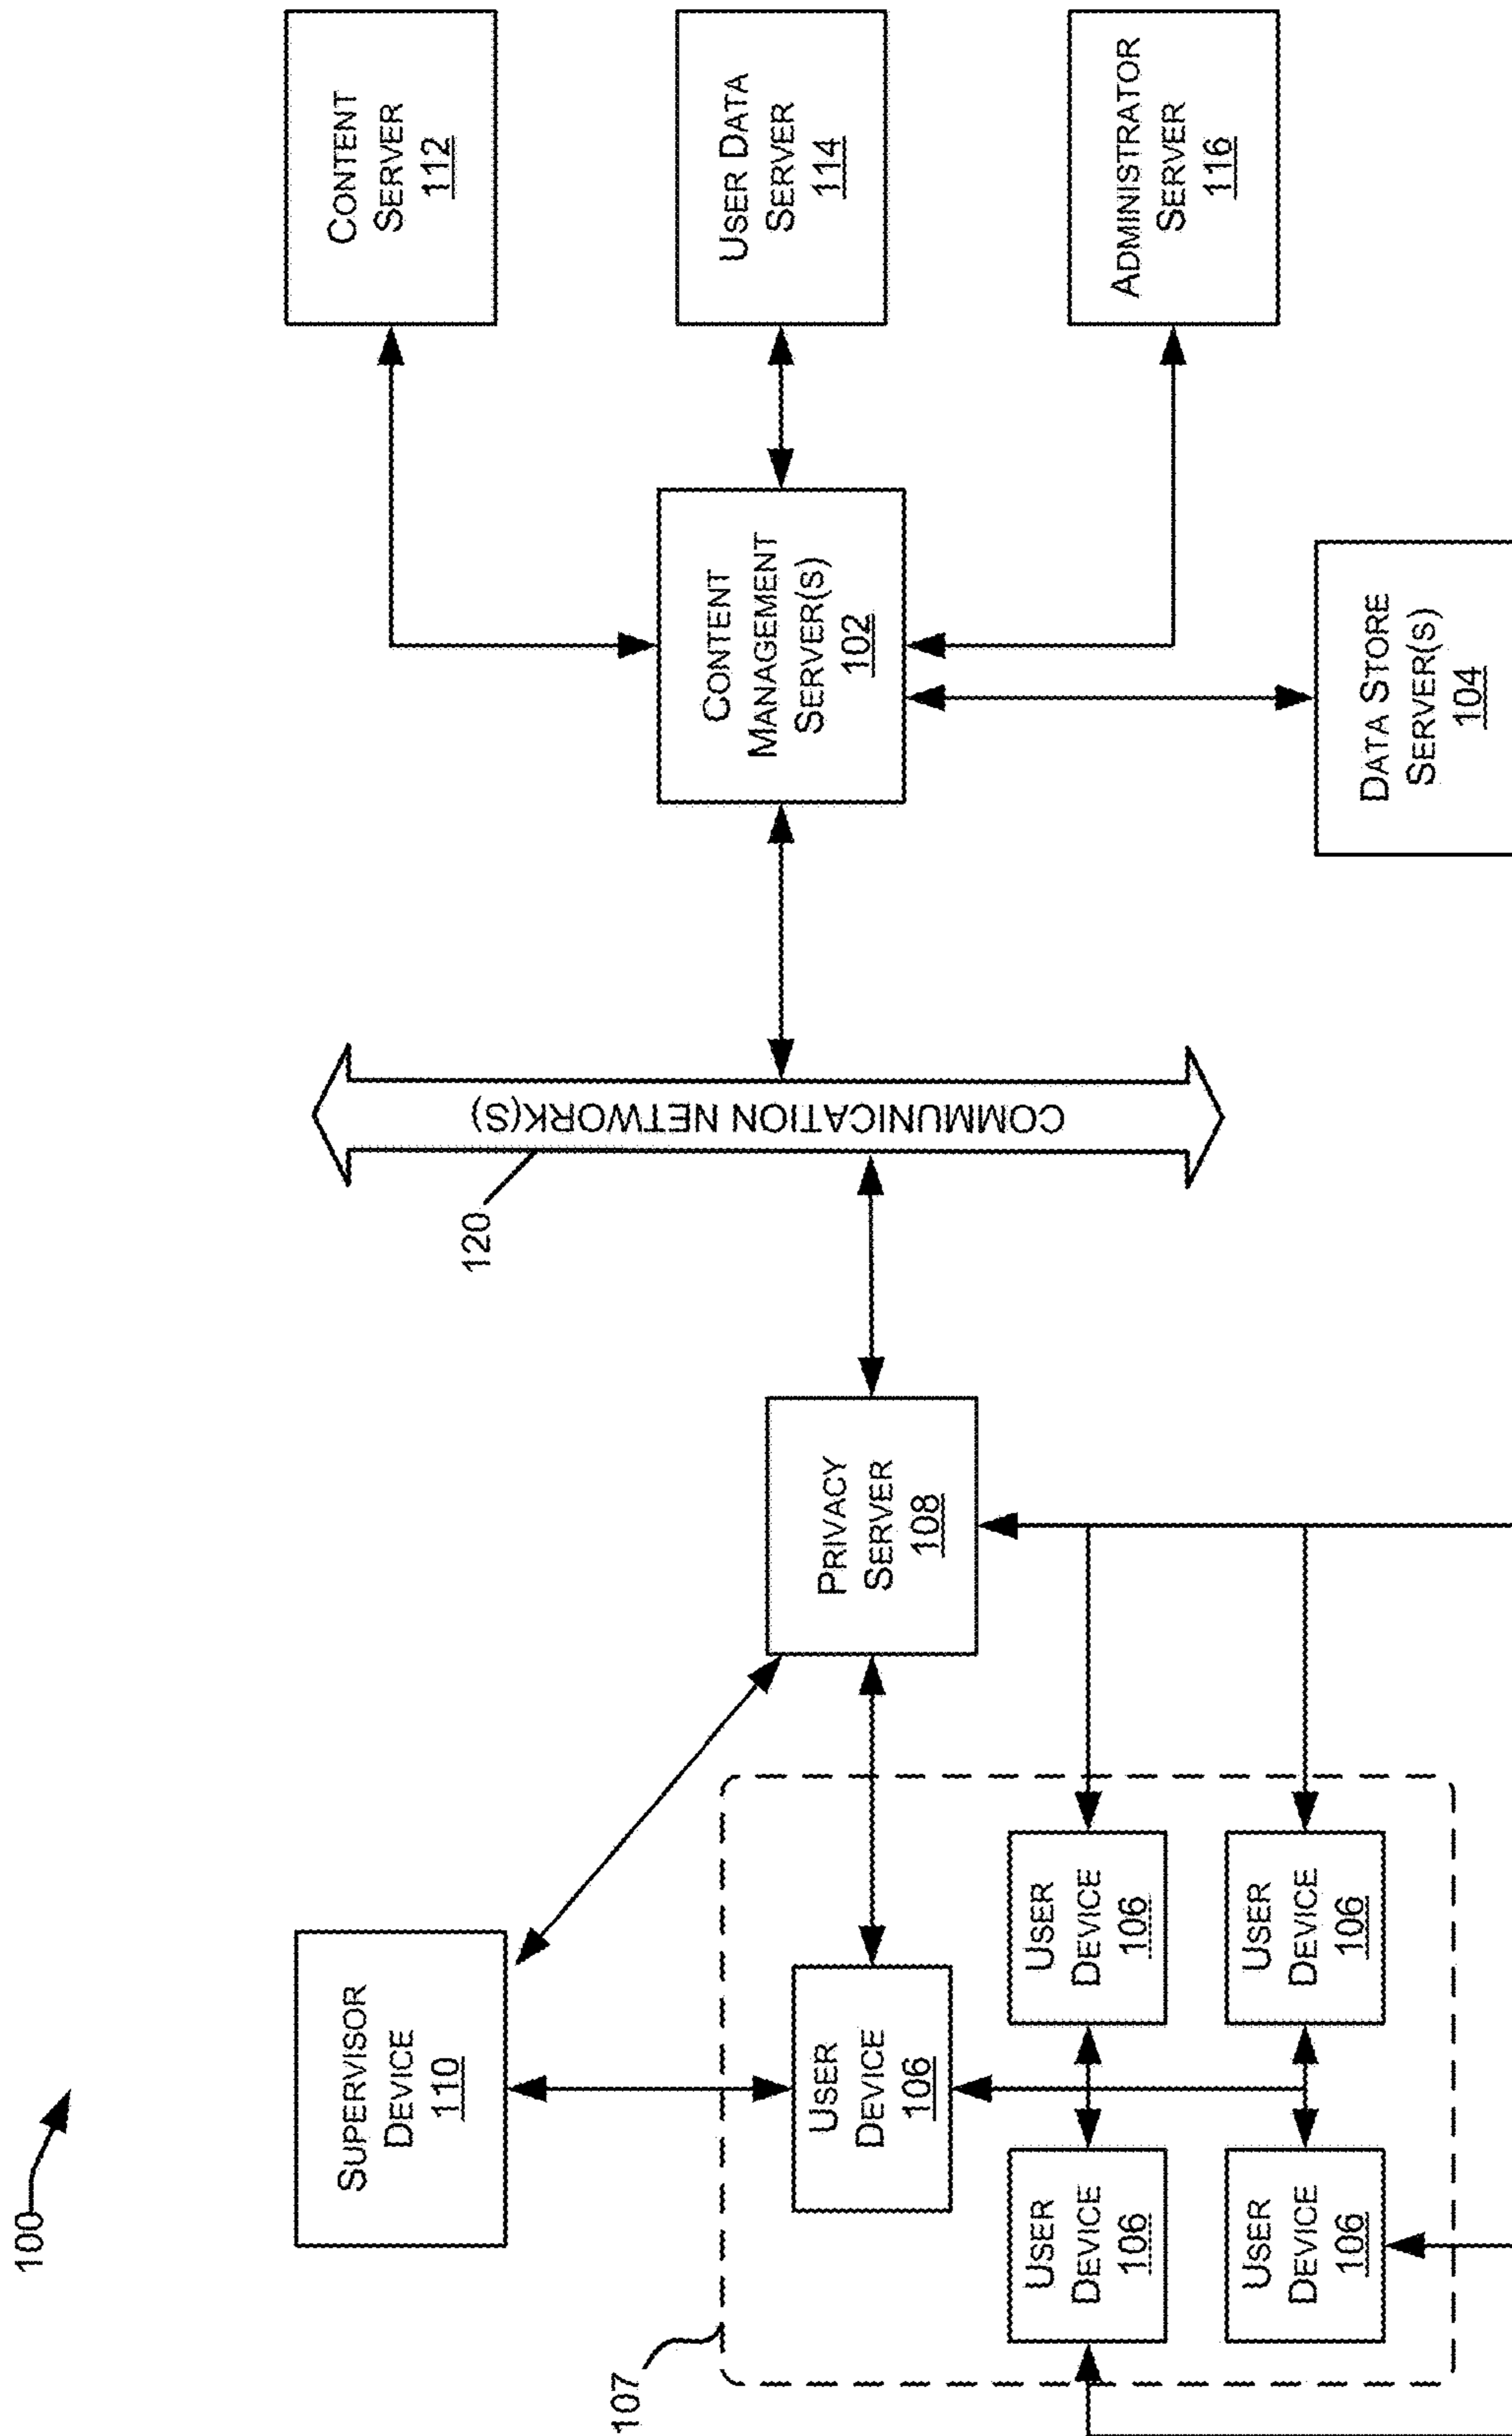 100
SUPERVISOR
DEVICE
110
107
USER
DEVICE
106
USER
DEVICE
106
USER
DEVICE
106
USER
DEVICE
106
USER
DEVICE
106
PRIVACY
SERVER
108
120
COMMUNICATION NETWORK(S)
CONTENT
MANAGEMENT
SERVER(S)
102
DATA STORE
SERVER(S)
104
CONTENT
SERVER
112
USER DATA
SERVER
114
ADMINISTRATOR
SERVER
116